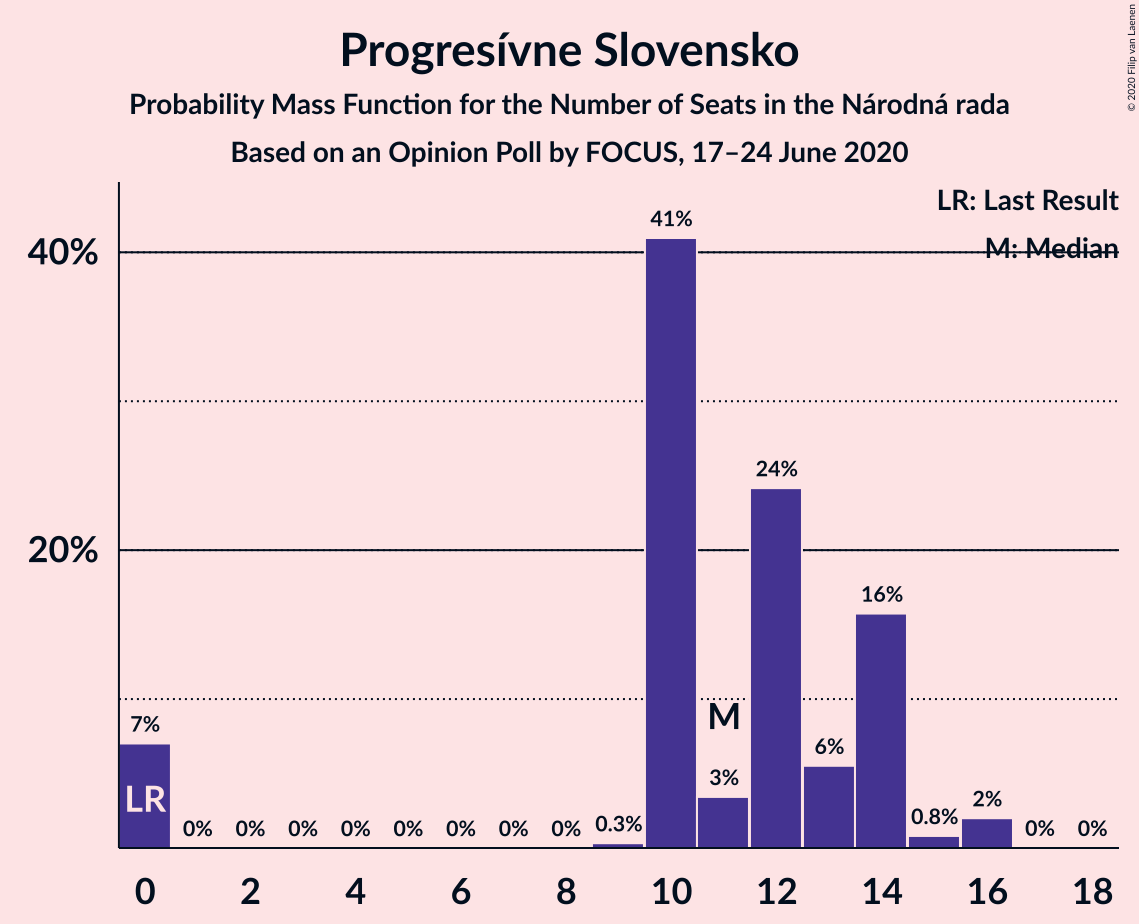 Progresívne Slovensko
Probability Mass Function for the Number of Seats in the Národná rada
Based on an Opinion Poll by FOCUS, 17–24 June 2020
© 2020 Filip van Laenen
LR: Last Result
M: Median
40%
20%
7%
0%
0%
0%
0%
0%
0%
0%
0%
0.3%
41%
3%
24%
6%
16%
0.8%
2%
0%
0%
LR
M
0 2 4 6 8 10 12 14 16 18